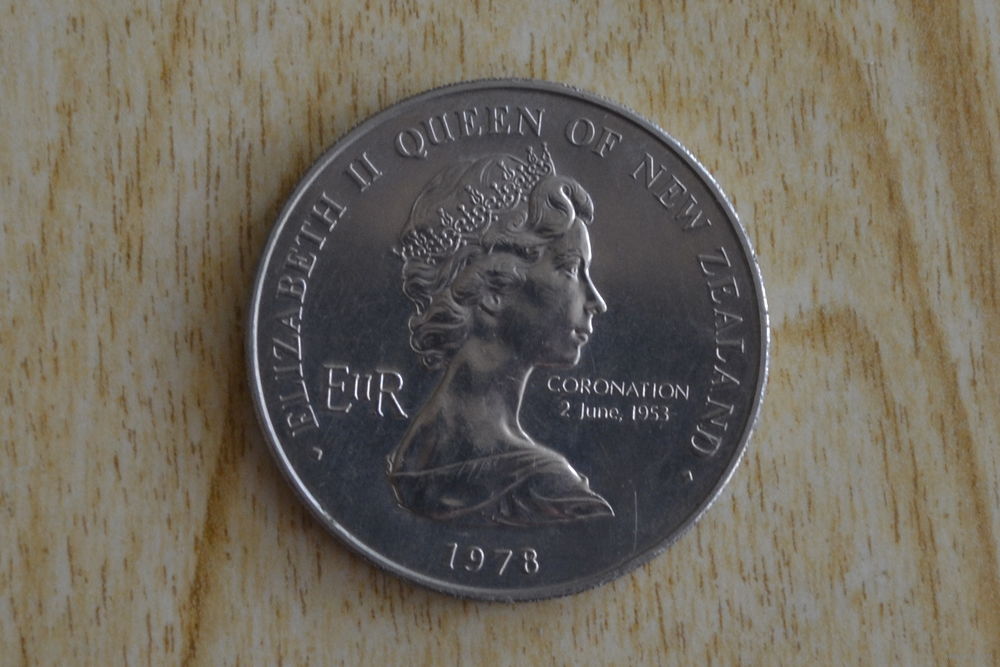 · ELIZABETH II QUEEN OF NEW ZEALAND ·
EIIR
CORONATION
2 June, 1953
1978